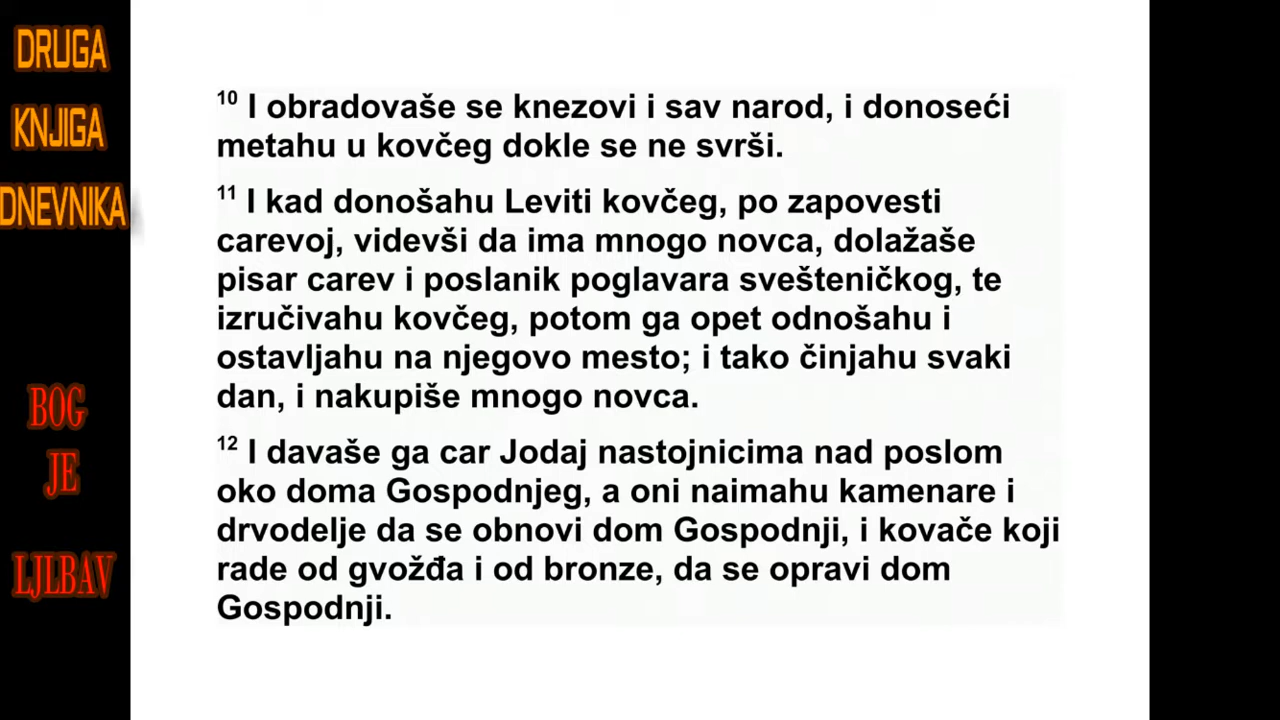 DRUGA
KNJIGA
DNEVNIKA
BOG
JE
LJLBAV
10 I obradovaše se knezovi i sav narod, i donoseći
metahu u kovčeg dokle se ne svrši.
11 I kad donošahu Leviti kovčeg, po zapovesti
carevoj, videvši da ima mnogo novca, dolažaše
pisar carev i poslanik poglavara svešteničkog, te
izručivahu kovčeg, potom ga opet odnošahu i
ostavljahu na njegovo mesto; i tako činjahu svaki
dan, i nakupiše mnogo novca.
12 I davaše ga car Jodaj nastojnicima nad poslom
oko doma Gospodnjeg, a oni naimahu kamenare i
drvodelje da se obnovi dom Gospodnji, i kovače koji
rade od gvožđa i od bronze, da se opravi dom
Gospodnji.